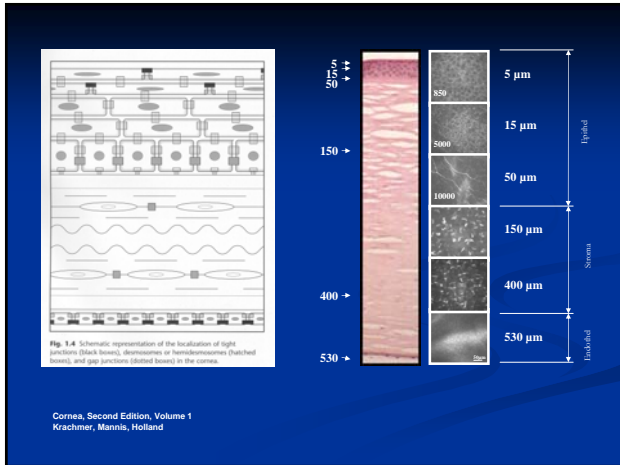 Fig. 1.4 Schematic representation of the localization of tight
junctions (black boxes), desmosomes or hemidesmosomes (hatched
boxes), and gap junctions (dotted boxes) in the cornea.
Cornea, Second Edition, Volume 1
Krachmer, Mannis, Holland
5
15
50
150
400
530
850
5000
10000
5 µm
15 µm
50 µm
150 µm
400 µm
530 µm
Epithel
Stroma
Endothel